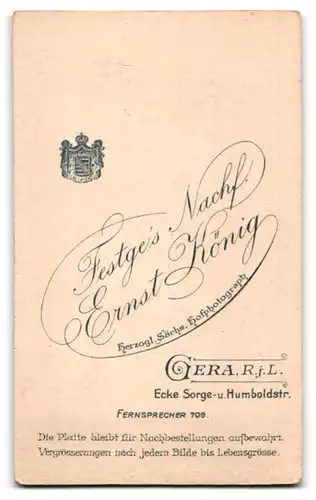 Festge's Nachf.
Ernst König
Herzogl. Sächs. Hofphotograph
GERA, R.j.L.
Ecke Sorge-u. Humboldtstr.
FERNSPRECHER 709.
Die Platte bleibt für Nachbestellungen aufbewahrt.
Vergrösserungen nach jedem Bilde bis Lebensgrösse.